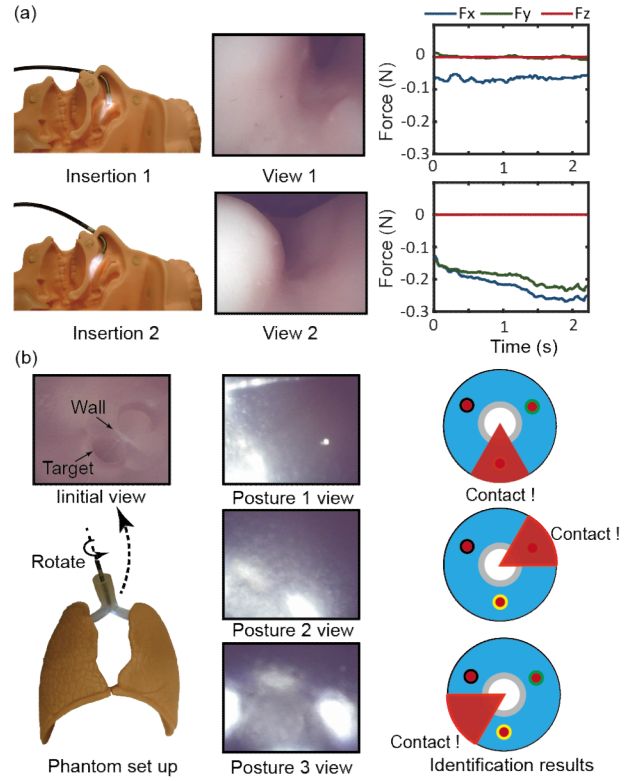 (a)
Fx Fy Fz
0
-0.1
-0.2
-0.3
Force (N)
0 1 2
Insertion 1
View 1
0
-0.1
-0.2
-0.3
Force (N)
0 1 2
Time (s)
Insertion 2
View 2
(b)
Wall
Target
Iinitial view
Posture 1 view
Contact !
Rotate
Posture 2 view
Contact !
Phantom set up
Posture 3 view
Contact !
Identification results